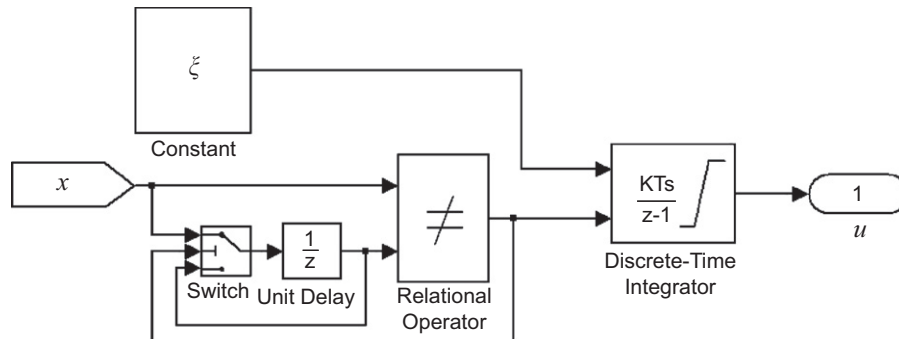 ξ
Constant
x
KTs
z-1
1
u
≠
1
z
Switch
Unit Delay
Relational
Operator
Discrete-Time
Integrator